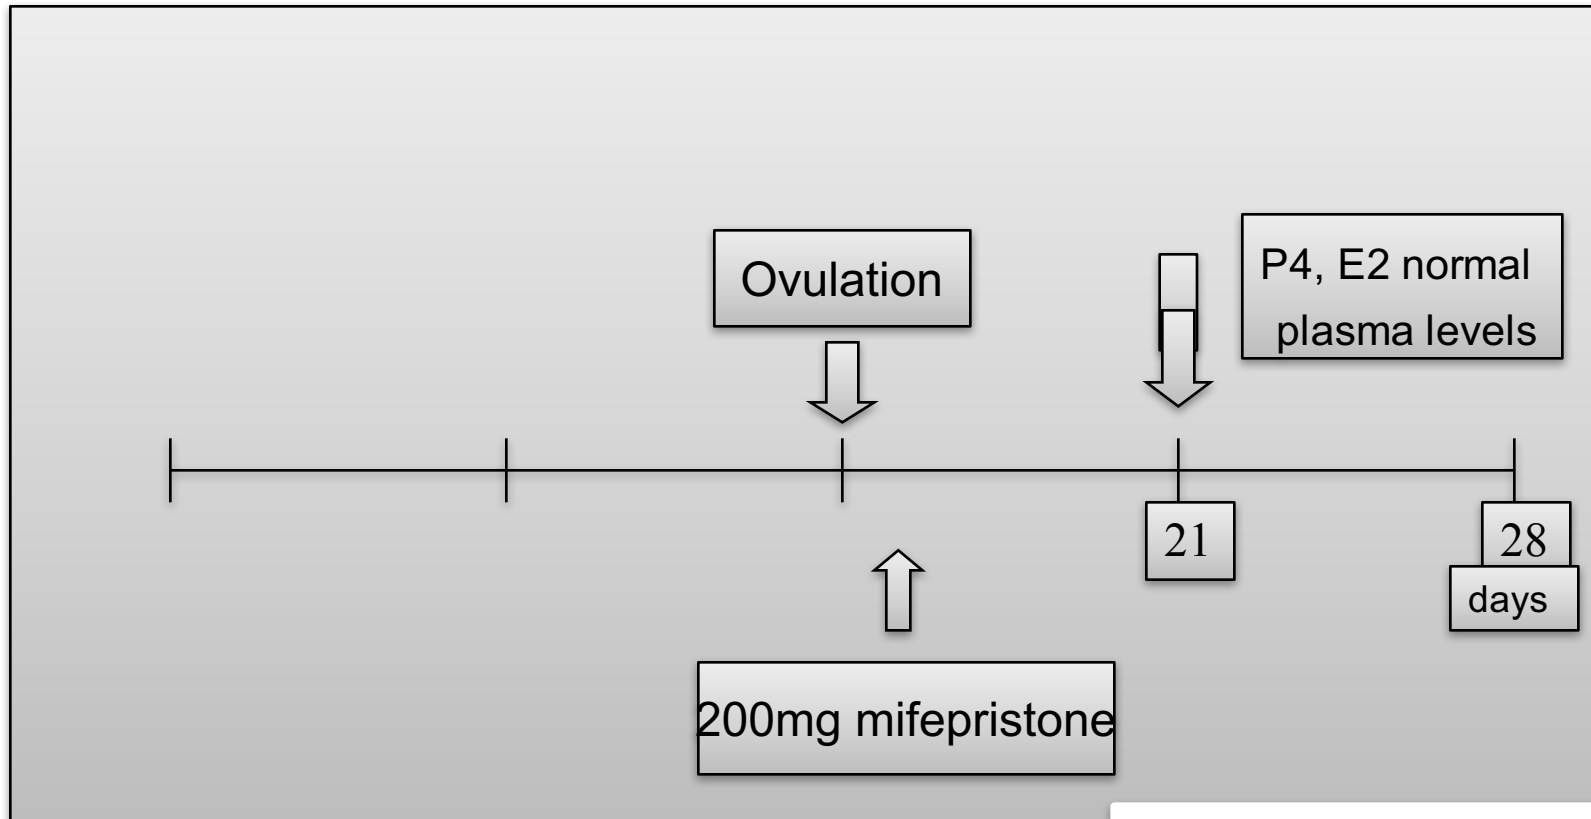 Ovulation
P4, E2 normal
plasma levels
21
28
days
200mg mifepristone